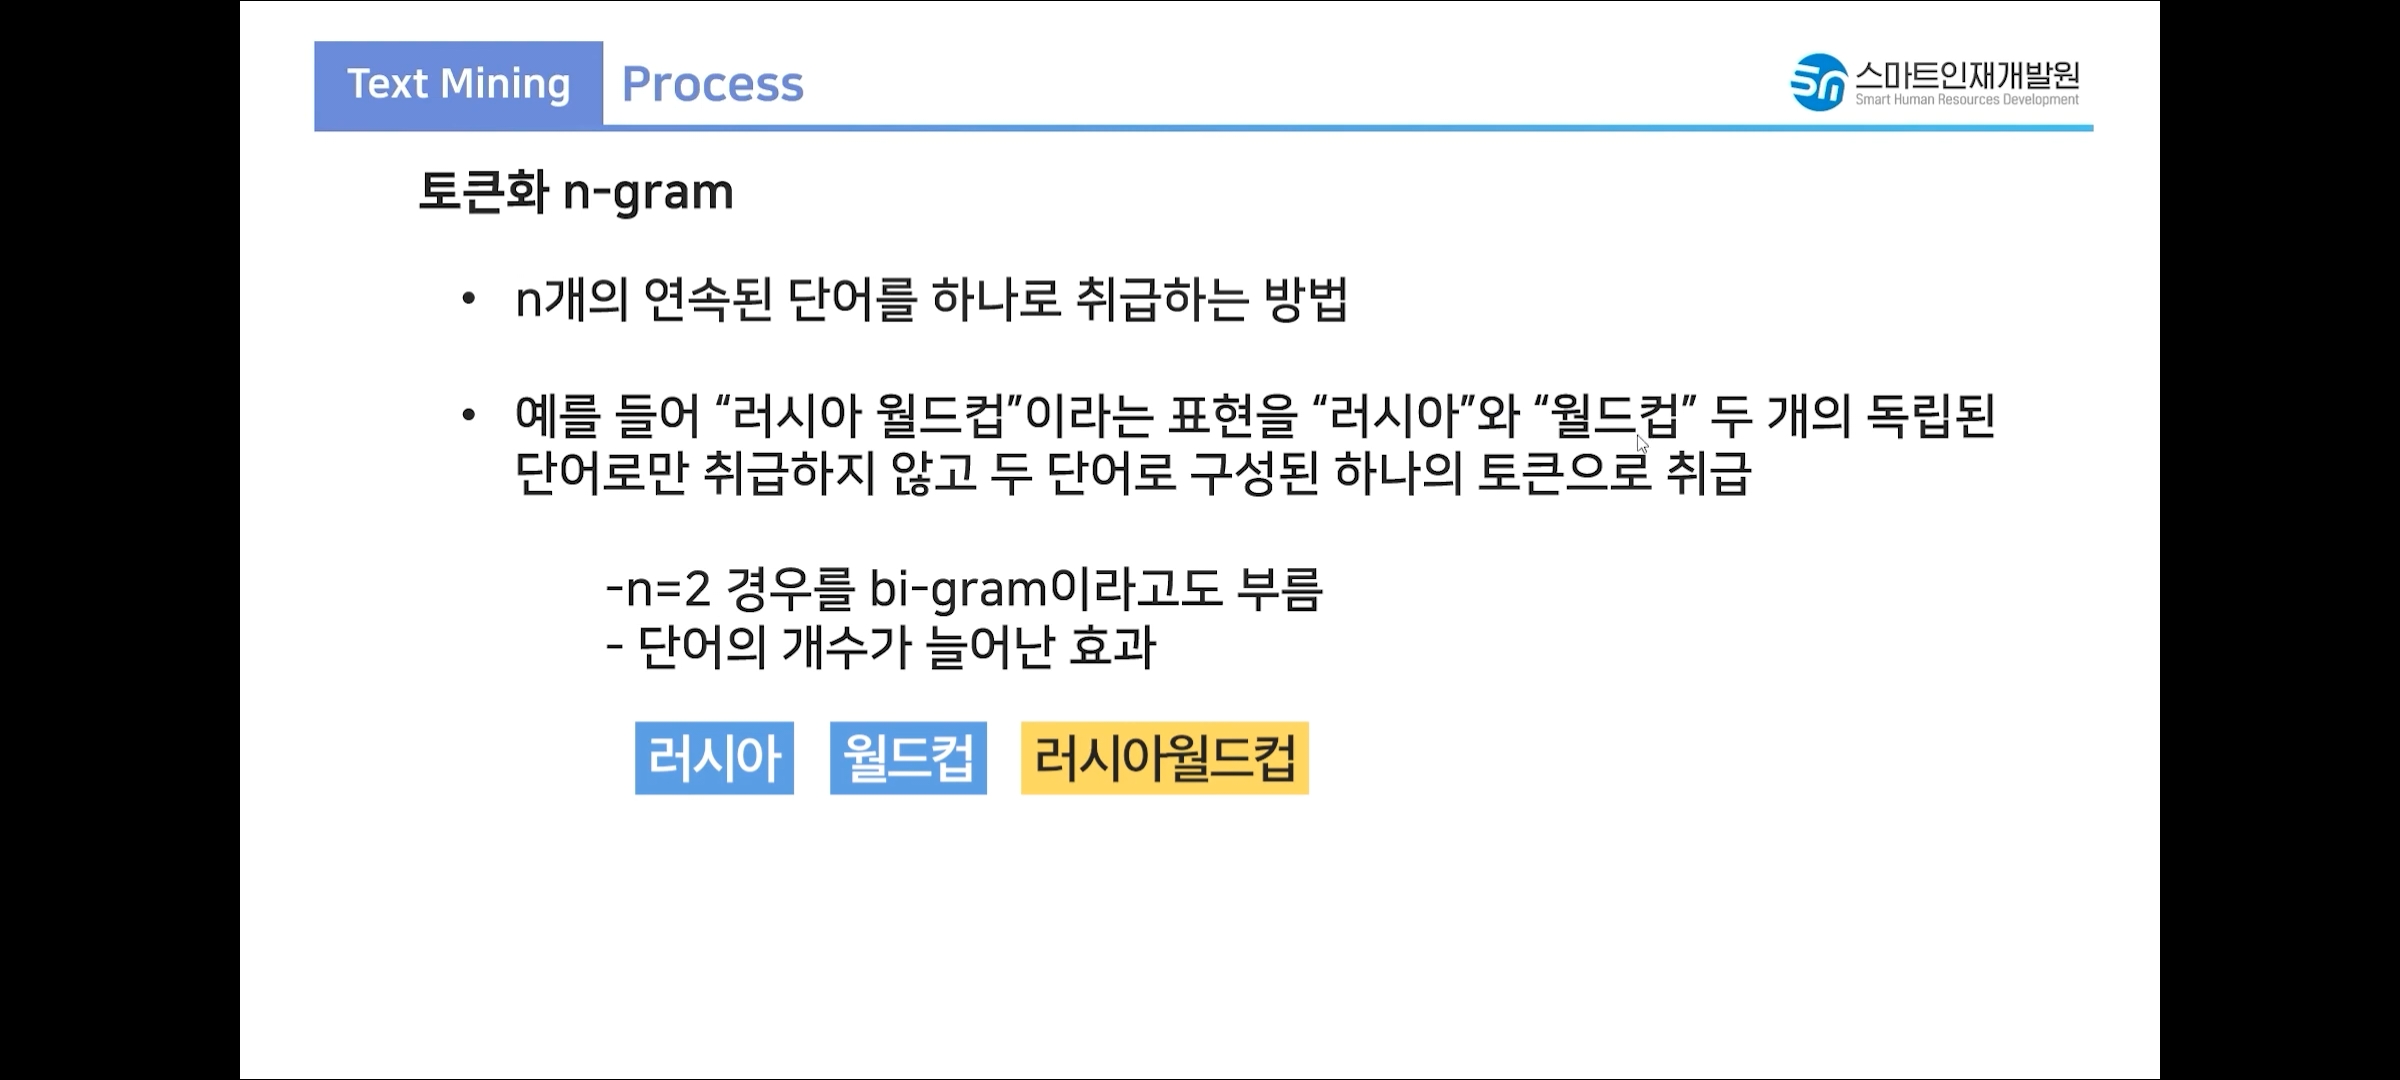 Text Mining Process
스마트인재개발원
Smart Human Resources Development
토큰화 n-gram
• n개의 연속된 단어를 하나로 취급하는 방법
• 예를 들어 “러시아 월드컵”이라는 표현을 “러시아”와 “월드컵” 두 개의 독립된
단어로만 취급하지 않고 두 단어로 구성된 하나의 토큰으로 취급
-n=2 경우를 bi-gram이라고도 부름
- 단어의 개수가 늘어난 효과
러시아 월드컵 러시아월드컵